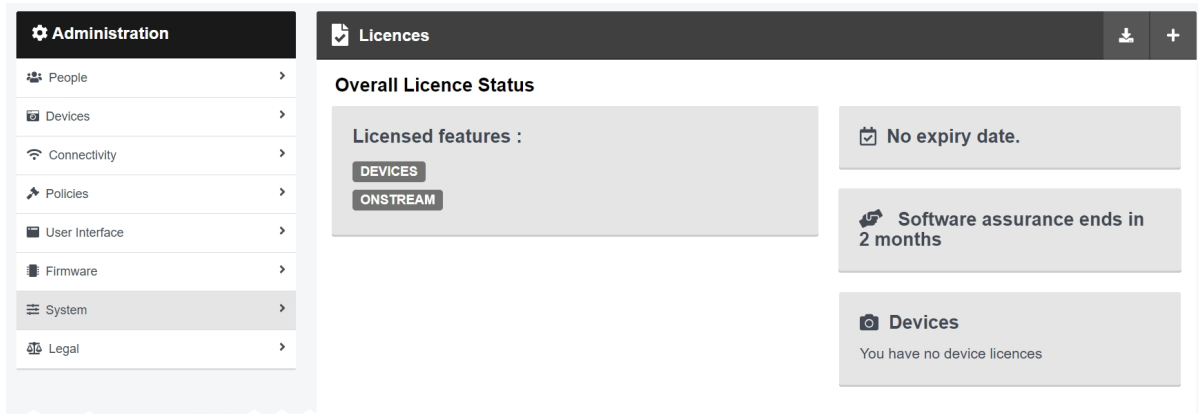 Administration
People
Devices
Connectivity
Policies
User Interface
Firmware
System
Legal
Licences
Overall Licence Status
Licensed features :
DEVICES
ONSTREAM
No expiry date.
Software assurance ends in
2 months
Devices
You have no device licences